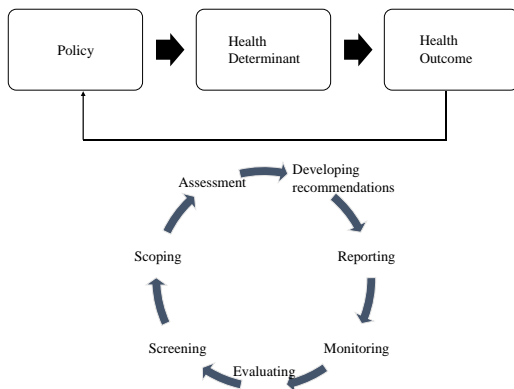 Policy
Health
Determinant
Health
Outcome
Assessment
Developing
recommendations
Scoping
Reporting
Screening
Monitoring
Evaluating